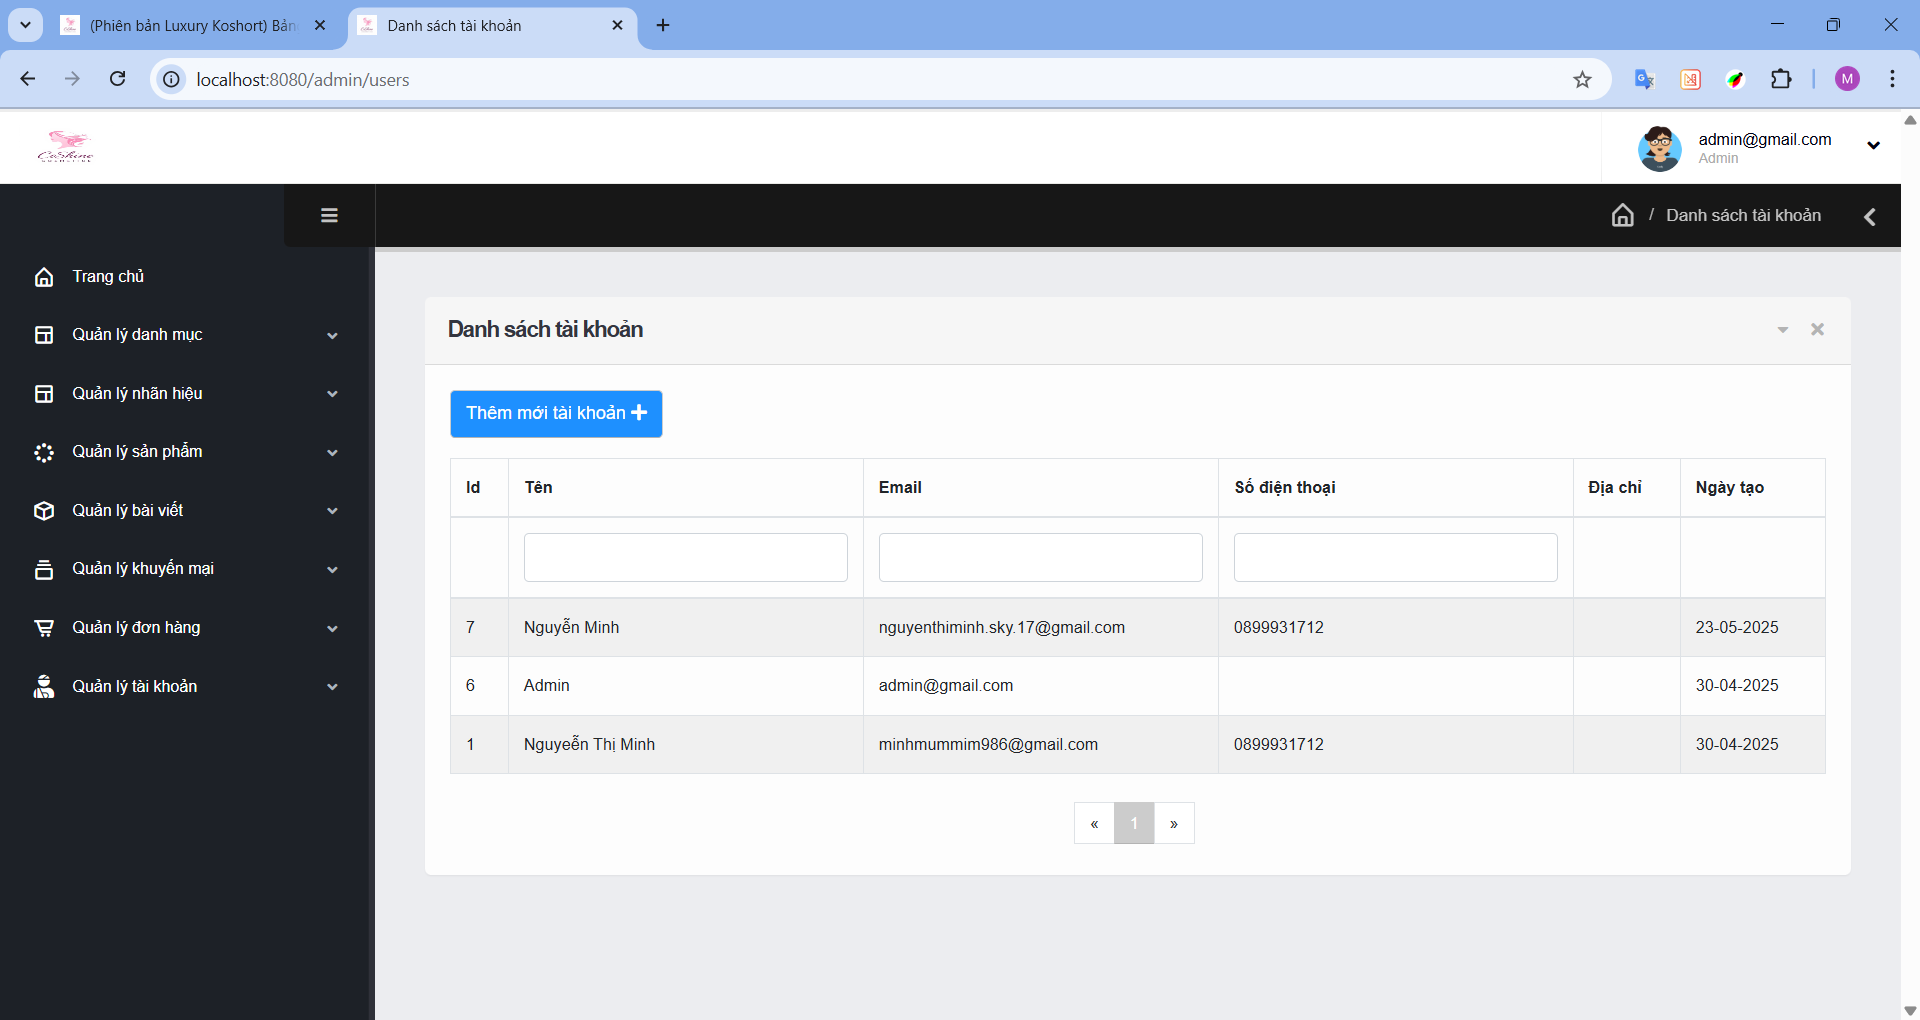 (Phiên bản Luxury Koshort) Bản
Danh sách tài khoản
localhost:8080/admin/users
M
CoShine
admin@gmail.com
Admin
/ Danh sách tài khoản
Trang chủ
Quản lý danh mục
Quản lý nhãn hiệu
Quản lý sản phẩm
Quản lý bài viết
Quản lý khuyến mại
Quản lý đơn hàng
Quản lý tài khoản
Danh sách tài khoản
Thêm mới tài khoản
Id Tên Email Số điện thoại Địa chỉ Ngày tạo
7 Nguyễn Minh nguyenthiminh.sky.17@gmail.com 0899931712 23-05-2025
6 Admin admin@gmail.com 30-04-2025
1 Nguyeễn Thị Minh minhmummim986@gmail.com 0899931712 30-04-2025
« 1 »